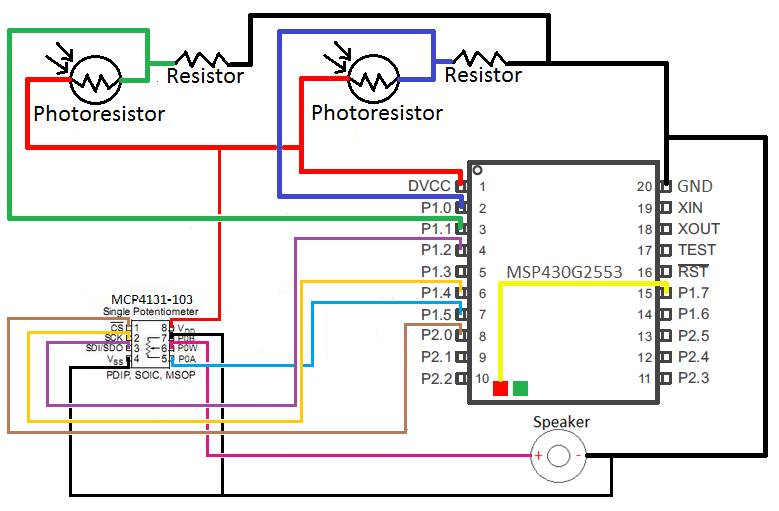 Resistor
Resistor
Photoresistor
Photoresistor
DVCC 1 20 GND
P1.0 2 19 XIN
P1.1 3 18 XOUT
P1.2 4 17 TEST
P1.3 5 MSP430G2553 16 RST
P1.4 6 15 P1.7
P1.5 7 14 P1.6
P2.0 8 13 P2.5
P2.1 9 12 P2.4
P2.2 10 11 P2.3
MCP4131-103
Single Potentiometer
CS 1 8 VDD
SCK 2 7 P0B
SDI/SDO 3 6 P0W
VSS 4 5 P0A
PDIP, SOIC, MSOP
Speaker
+ -